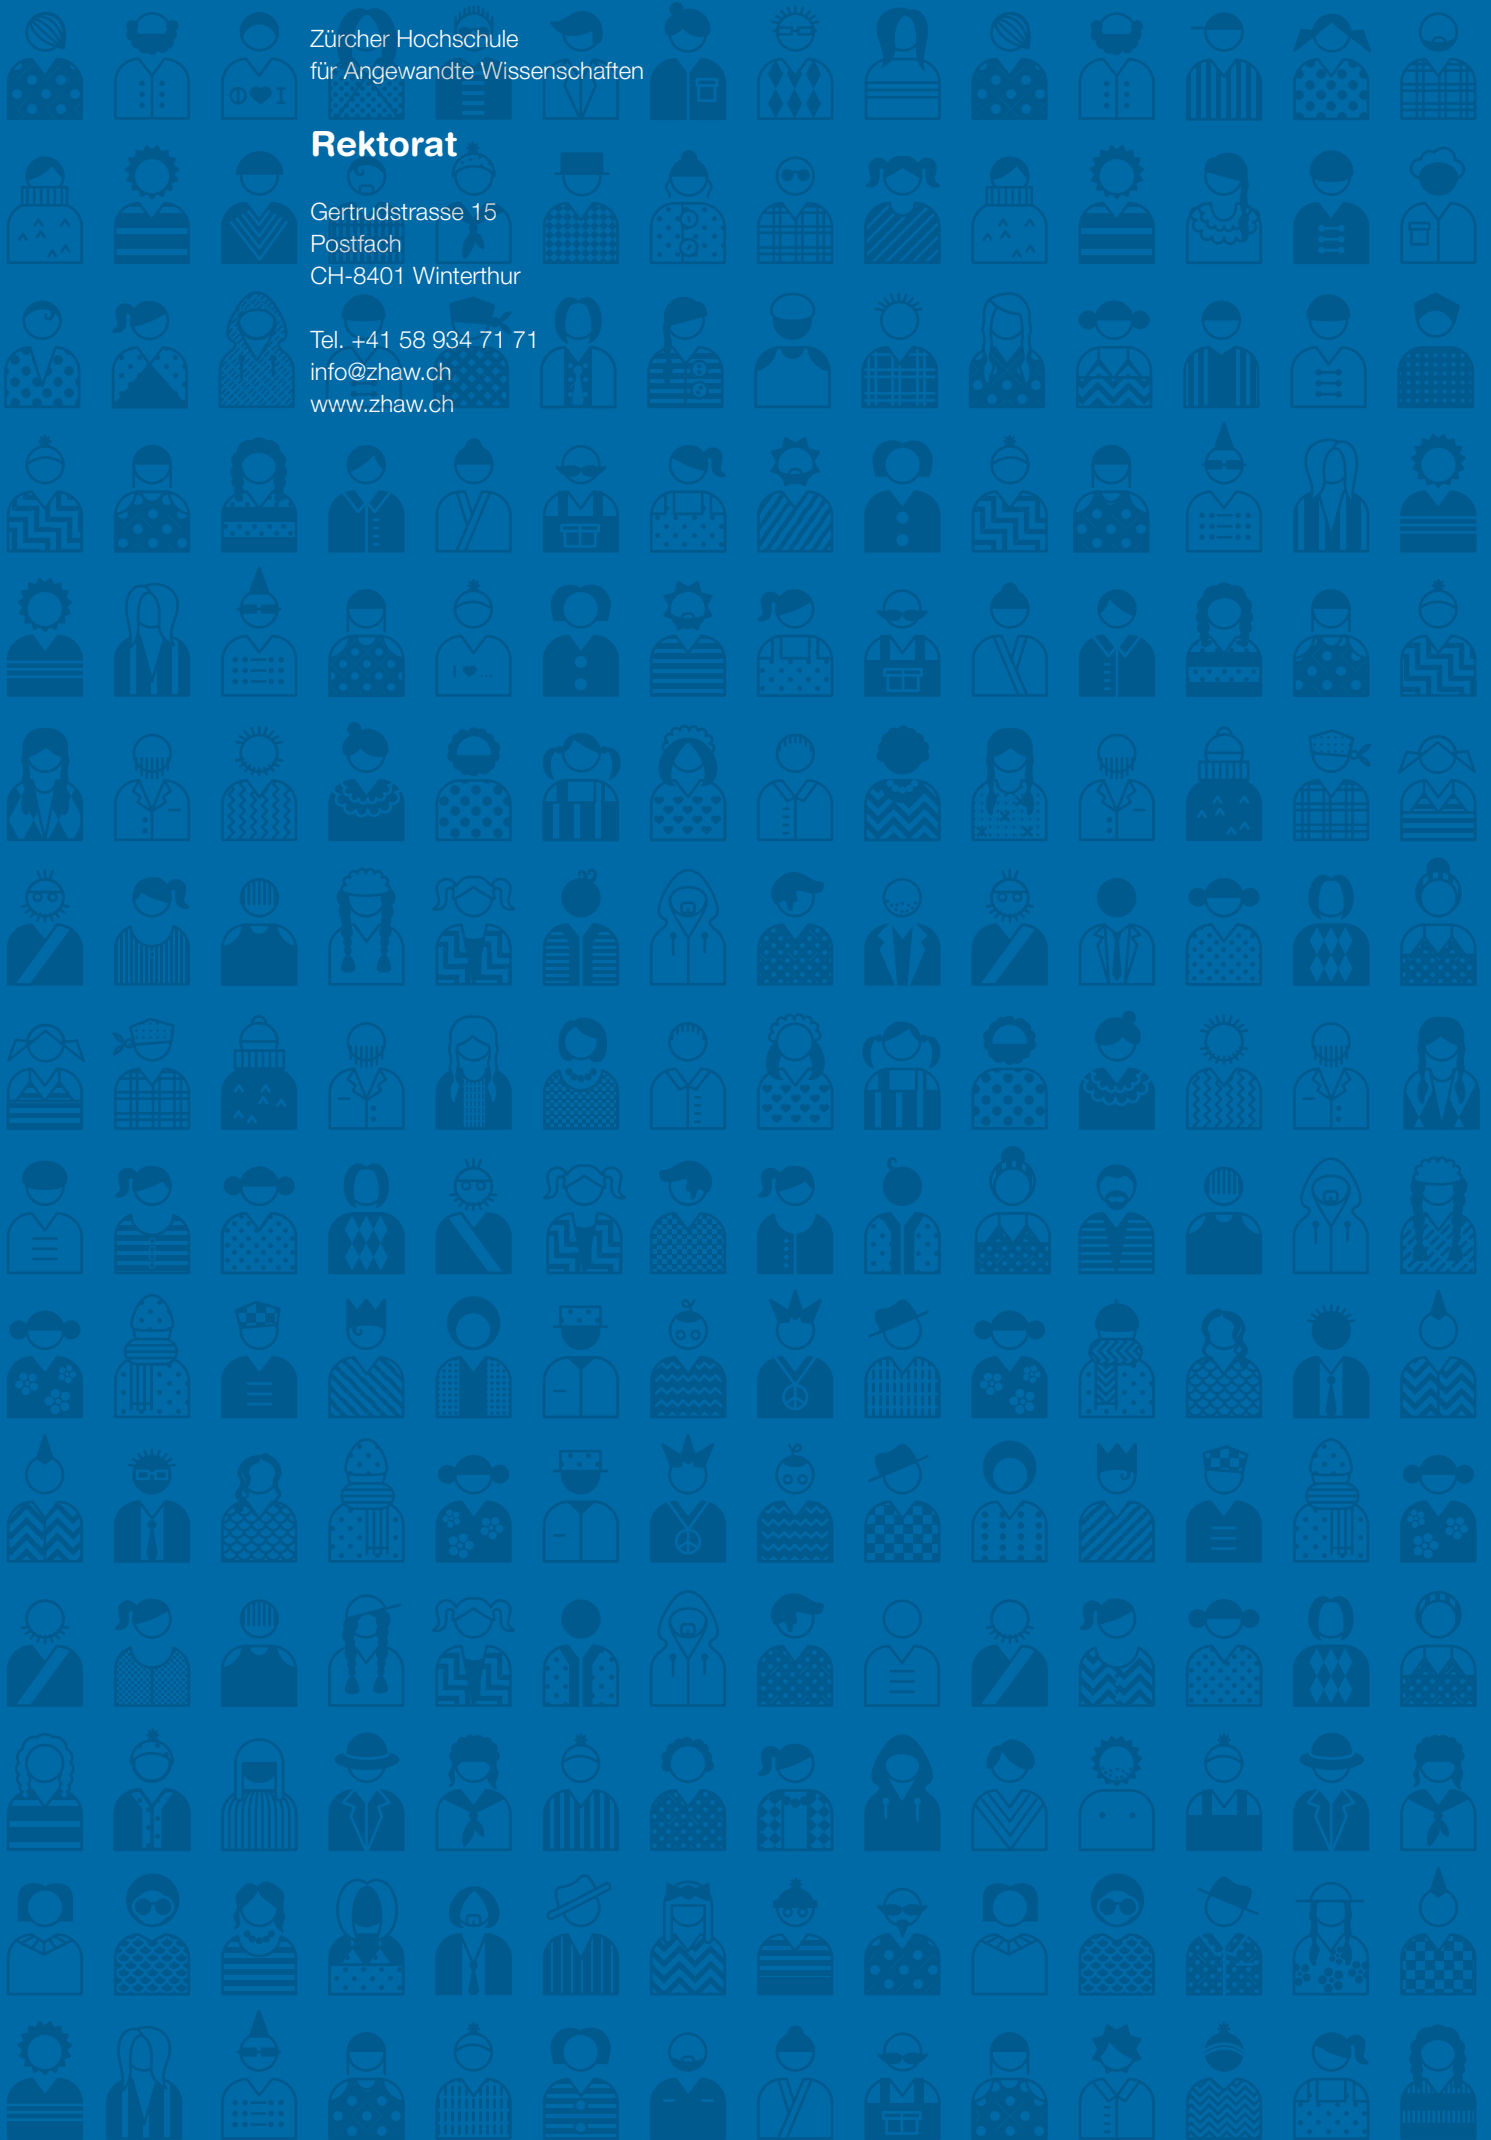 Zürcher Hochschule
für Angewandte Wissenschaften
Rektorat
Gertrudstrasse 15
Postfach
CH-8401 Winterthur
Tel. +41 58 934 71 71
info@zhaw.ch
www.zhaw.ch
I ♥ ...